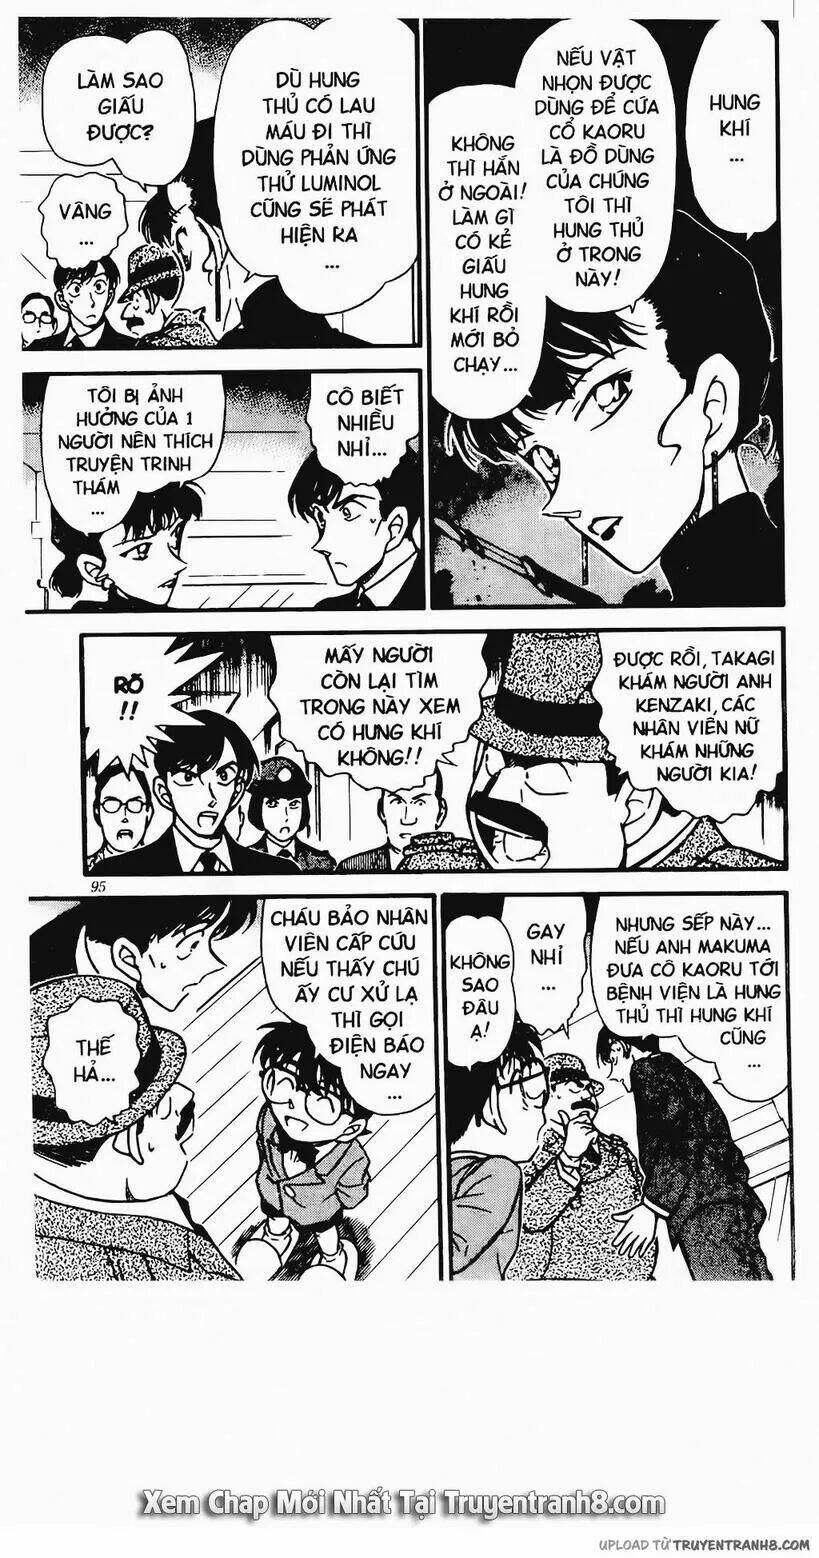 HUNG
KHÍ
...
NẾU VẬT
NHỌN ĐƯỢC
DÙNG ĐỂ CỨA
CỔ KAORU
LÀ ĐỒ DÙNG
CỦA CHÚNG
TÔI THÌ
HUNG THỦ
Ở TRONG
NÀY!
KHÔNG
THÌ HẮN
Ở NGOÀI!
LÀM GÌ
CÓ KẺ
GIẤU
HUNG
KHÍ RỒI
MỚI BỎ
CHẠY...
DÙ HUNG
THỦ CÓ LAU
MÁU ĐI THÌ
DÙNG PHẢN ỨNG
THỬ LUMINOL
CŨNG SẼ PHÁT
HIỆN RA
...
LÀM SAO
GIẤU
ĐƯỢC?
VÂNG
...
CÔ BIẾT
NHIỀU
NHỈ...
TÔI BỊ ẢNH
HƯỞNG CỦA 1
NGƯỜI NÊN THÍCH
TRUYỆN TRINH
THÁM
...
ĐƯỢC RỒI, TAKAGI
KHÁM NGƯỜI ANH
KENZAKI, CÁC
NHÂN VIÊN NỮ
KHÁM NHỮNG
NGƯỜI KIA!
MẤY NGƯỜI
CÒN LẠI TÌM
TRONG NÀY XEM
CÓ HƯNG KHÍ
KHÔNG!!
RÕ
!!
95
NHƯNG SẾP NÀY...
NẾU ANH MAKUMA
ĐƯA CÔ KAORU TỚI
BỆNH VIỆN LÀ HUNG
THỦ THÌ HUNG KHÍ
CŨNG
...
GAY
NHỈ
...
KHÔNG
SAO
ĐÂU
Ạ!
CHÁU BẢO NHÂN
VIÊN CẤP CỨU
NẾU THẤY CHÚ
ẤY CƯ XỬ LẠ
THÌ GỌI
ĐIỆN BÁO
NGAY
...
THẾ
HẢ...
Xem Chap Mới Nhất Tại Truyentranh8.com
UPLOAD TỪ TRUYENTRANH8.COM